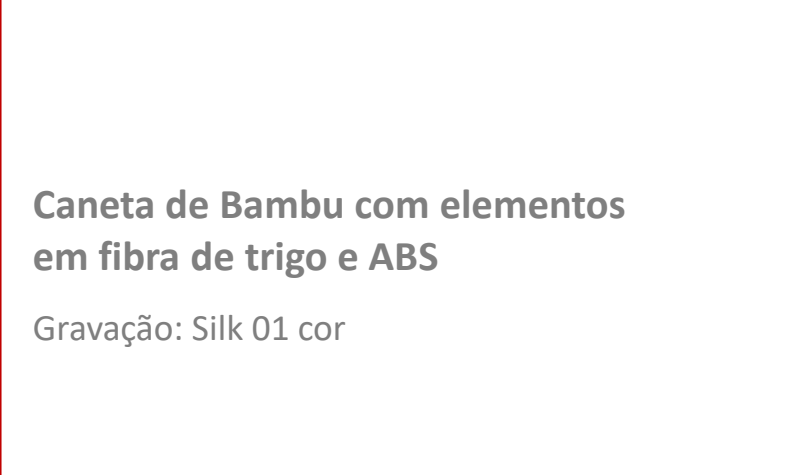 Caneta de Bambu com elementos
em fibra de trigo e ABS
Gravação: Silk 01 cor